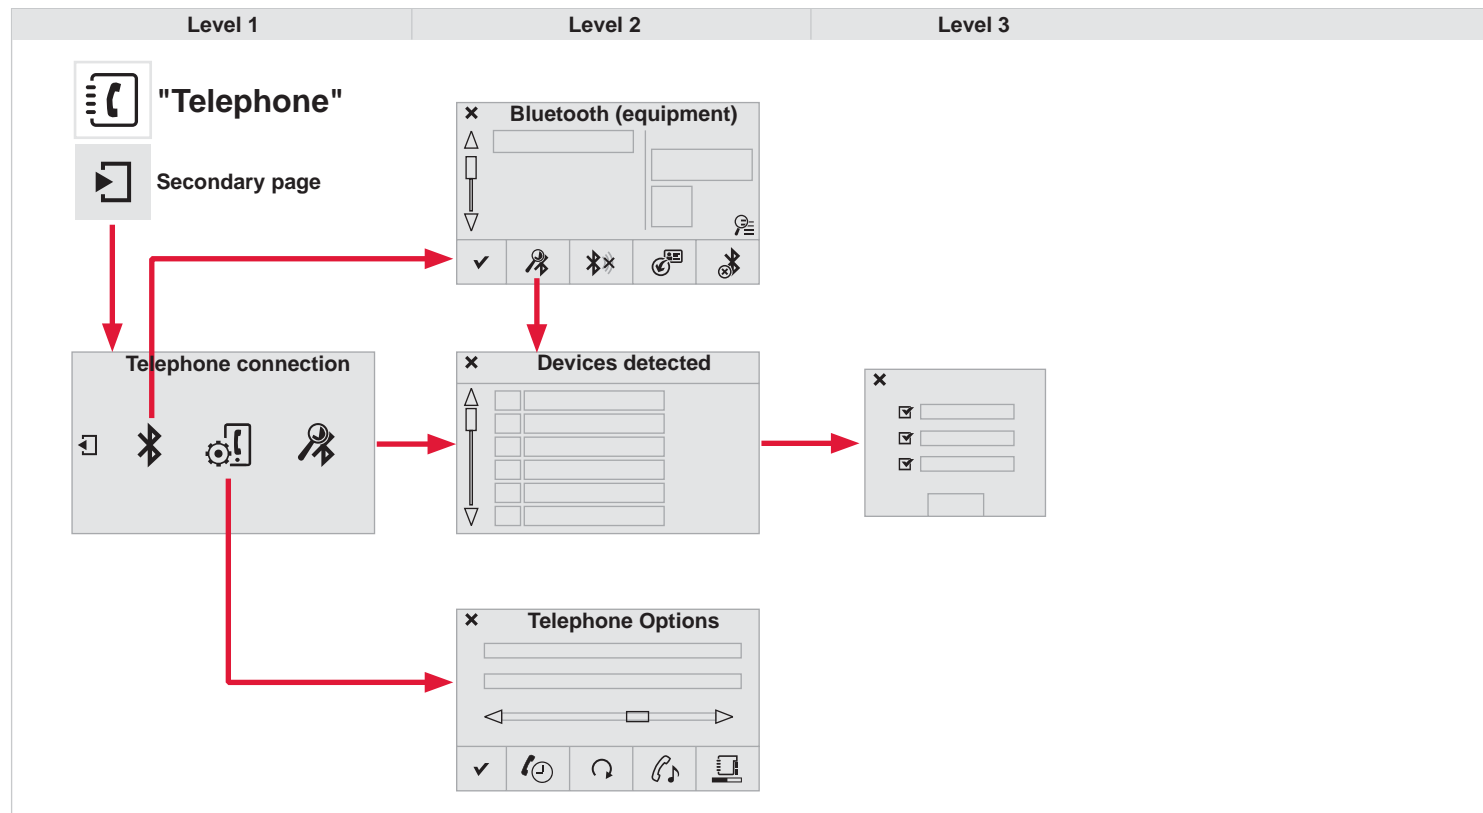 Level 1
Level 2
Level 3
"Telephone"
Secondary page
Bluetooth (equipment)
Telephone connection
Devices detected
Telephone Options